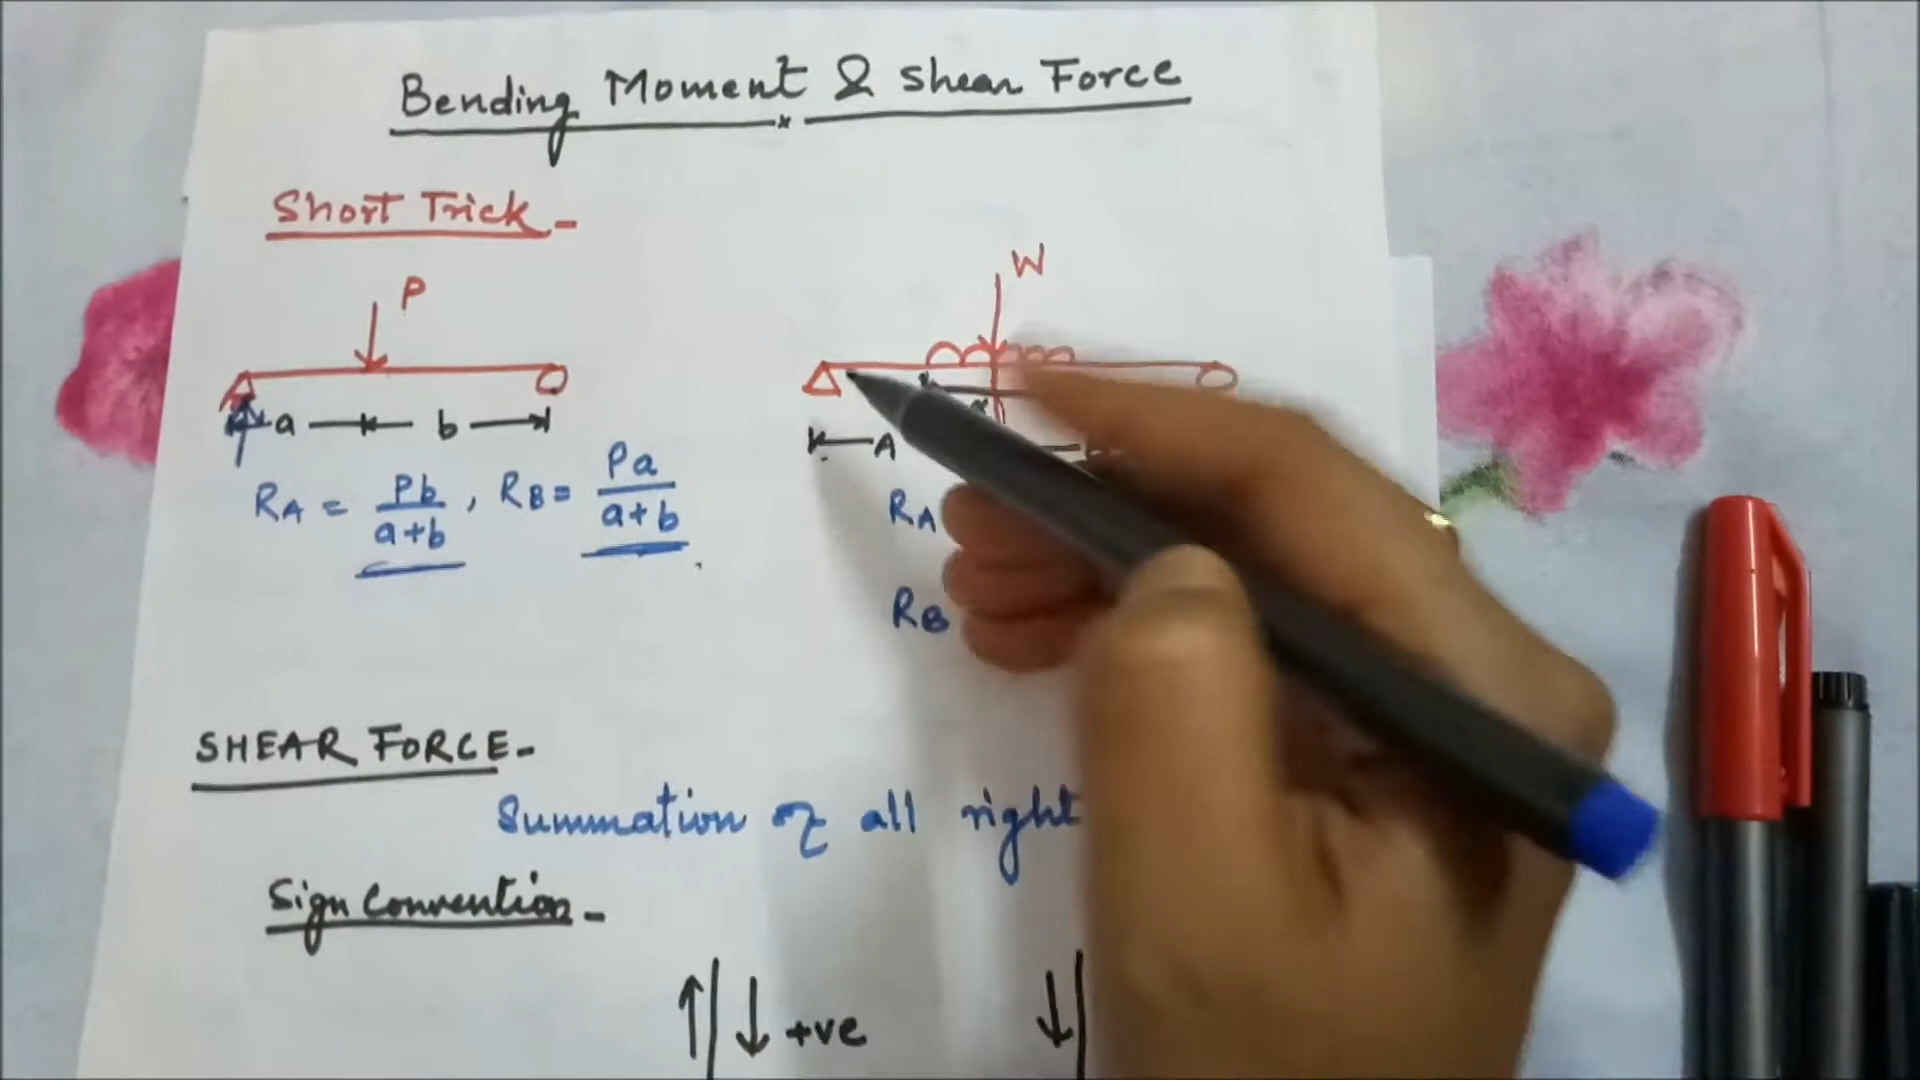 Bending Moment & Shear Force
Short Trick -
P
W
a b
A
RA = Pb/a+b , RB = Pa/a+b
RA
RB
SHEAR FORCE -
Summation of all right
Sign Convention -
↑|↓ +ve ↓|